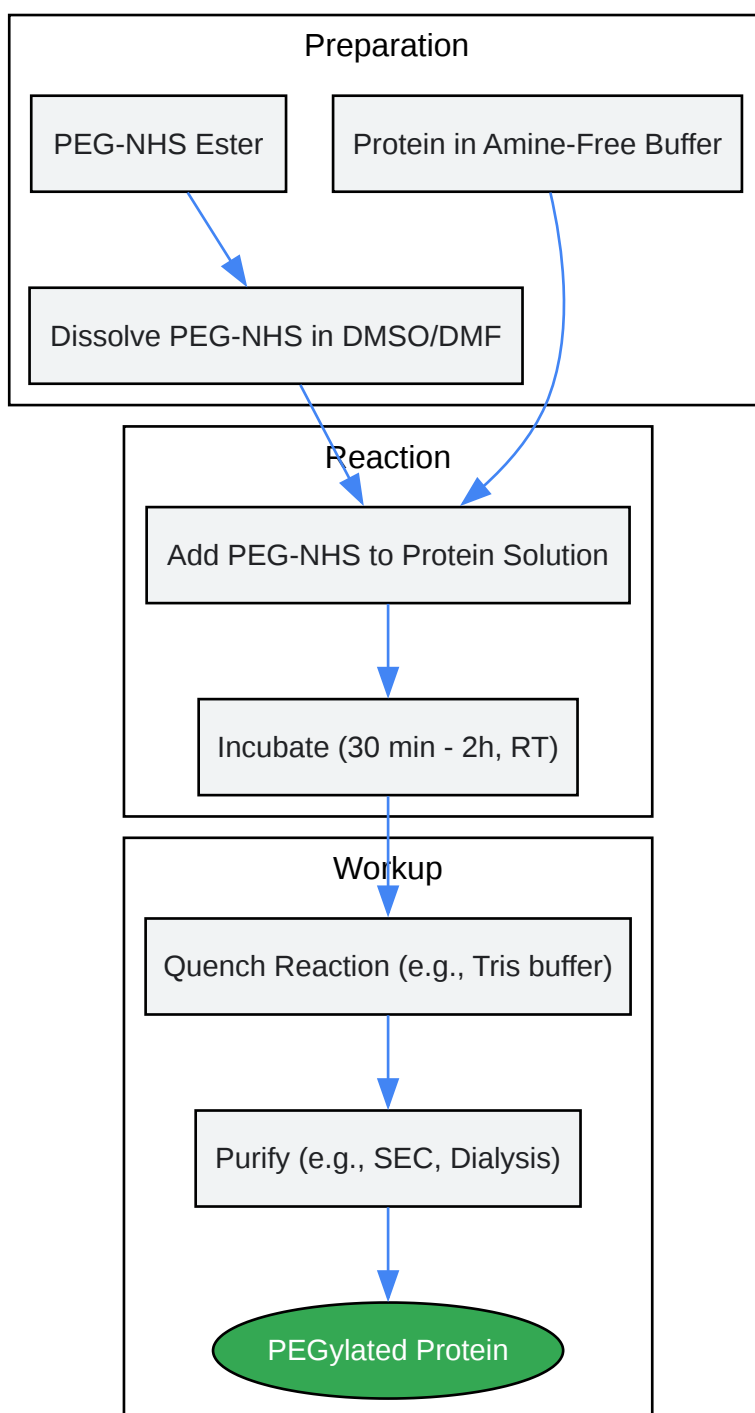 Preparation
PEG-NHS Ester
Protein in Amine-Free Buffer
Dissolve PEG-NHS in DMSO/DMF
Reaction
Add PEG-NHS to Protein Solution
Incubate (30 min - 2h, RT)
Workup
Quench Reaction (e.g., Tris buffer)
Purify (e.g., SEC, Dialysis)
PEGylated Protein